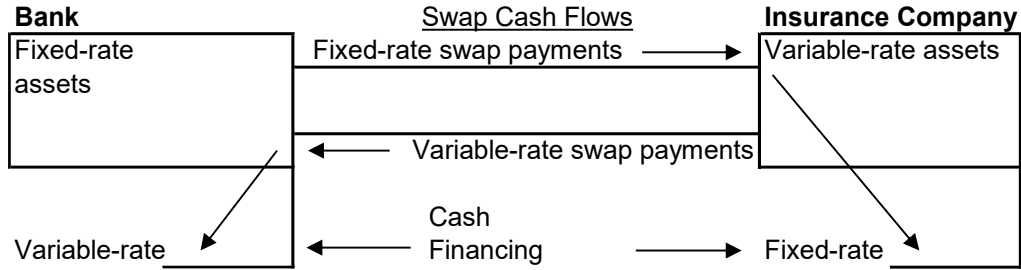 Bank Swap Cash Flows Insurance Company
Fixed-rate Fixed-rate swap payments Variable-rate assets
assets
Variable-rate swap payments
Cash
Variable-rate Financing Fixed-rate